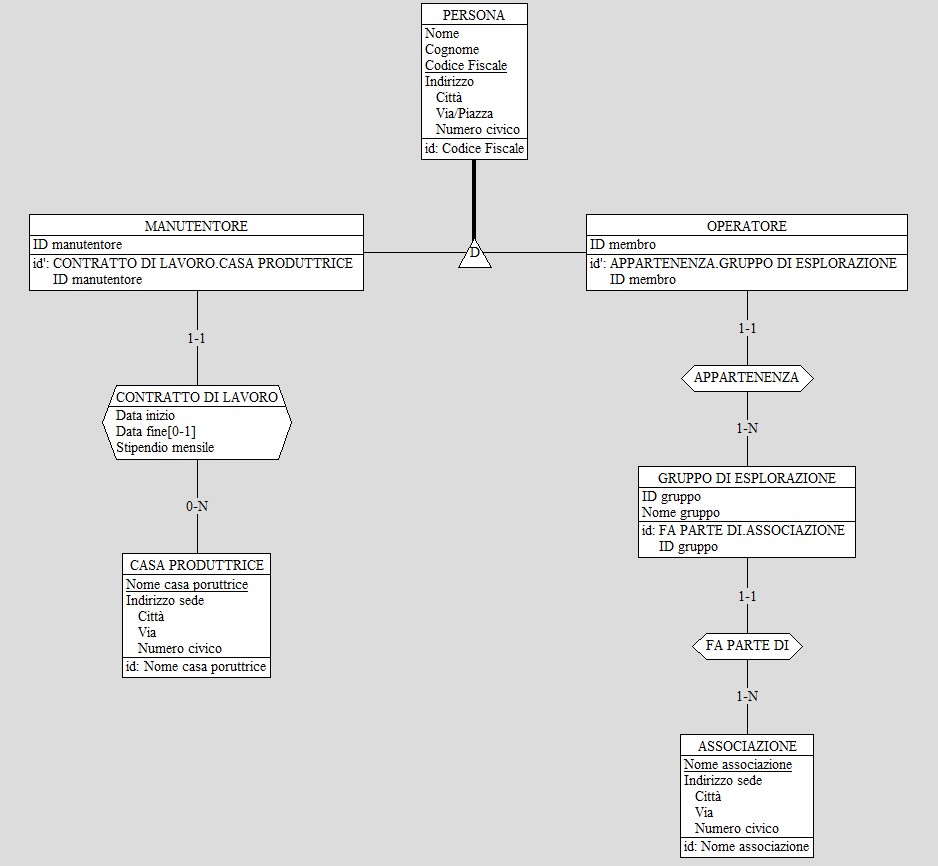 PERSONA
Nome
Cognome
Codice Fiscale
Indirizzo
Città
Via/Piazza
Numero civico
id: Codice Fiscale
D
MANUTENTORE
ID manutentore
id': CONTRATTO DI LAVORO.CASA PRODUTTRICE
ID manutentore
1-1
CONTRATTO DI LAVORO
Data inizio
Data fine[0-1]
Stipendio mensile
0-N
CASA PRODUTTRICE
Nome casa poruttrice
Indirizzo sede
Città
Via
Numero civico
id: Nome casa poruttrice
OPERATORE
ID membro
id': APPARTENENZA.GRUPPO DI ESPLORAZIONE
ID membro
1-1
APPARTENENZA
1-N
GRUPPO DI ESPLORAZIONE
ID gruppo
Nome gruppo
id: FA PARTE DI.ASSOCIAZIONE
ID gruppo
1-1
FA PARTE DI
1-N
ASSOCIAZIONE
Nome associazione
Indirizzo sede
Città
Via
Numero civico
id: Nome associazione